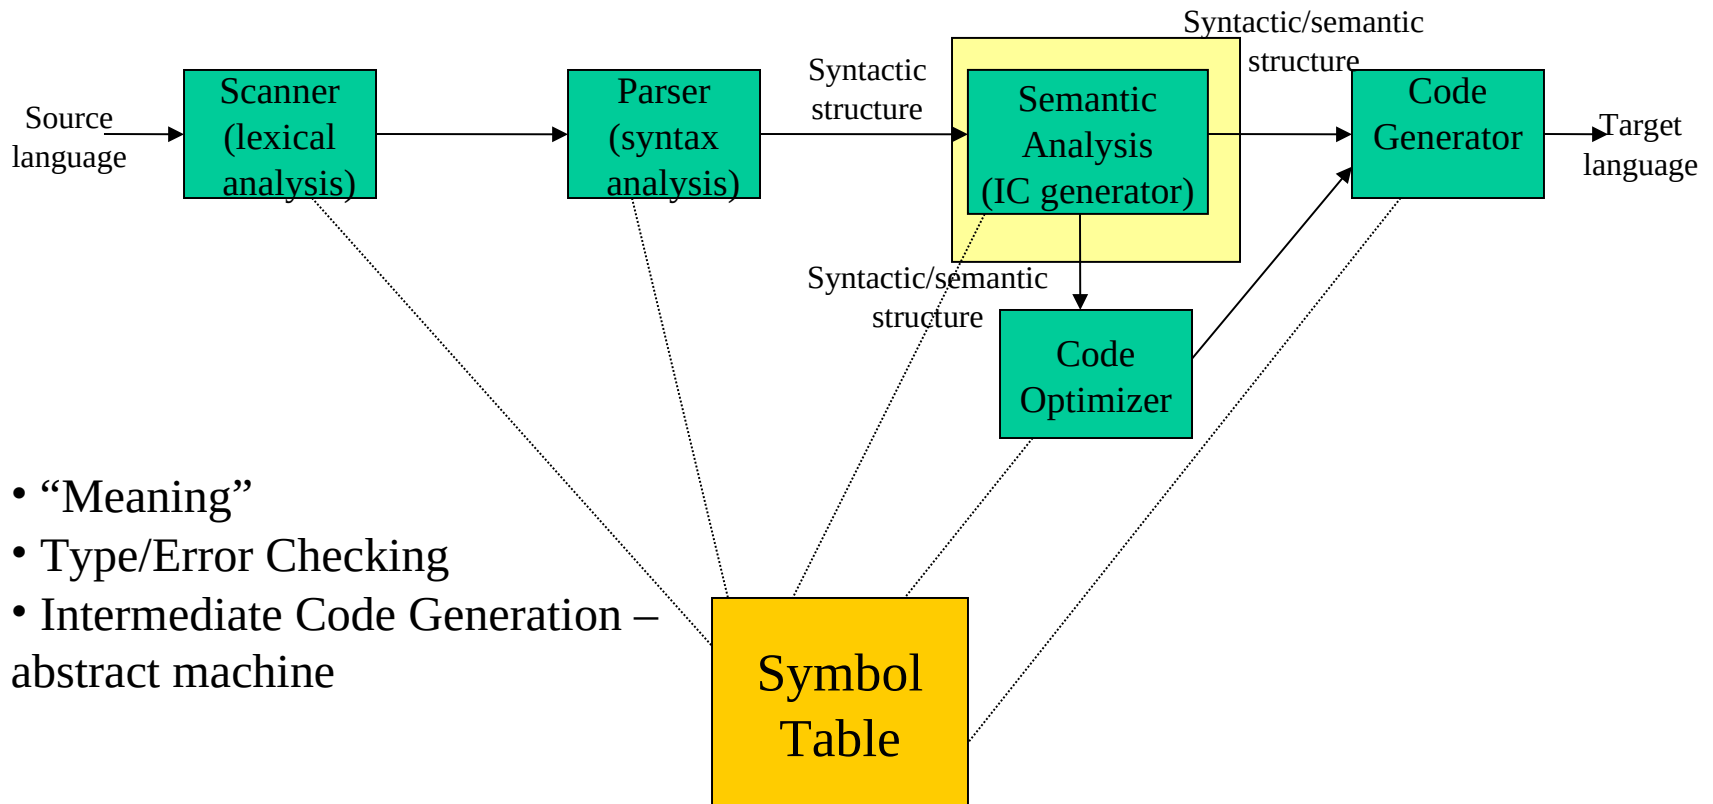 Source
language
Scanner
(lexical
analysis)
Parser
(syntax
analysis)
Syntactic
structure
Semantic
Analysis
(IC generator)
Syntactic/semantic
structure
Code
Generator
Target
language
Syntactic/semantic
structure
Code
Optimizer
• “Meaning”
• Type/Error Checking
• Intermediate Code Generation –
abstract machine
Symbol
Table